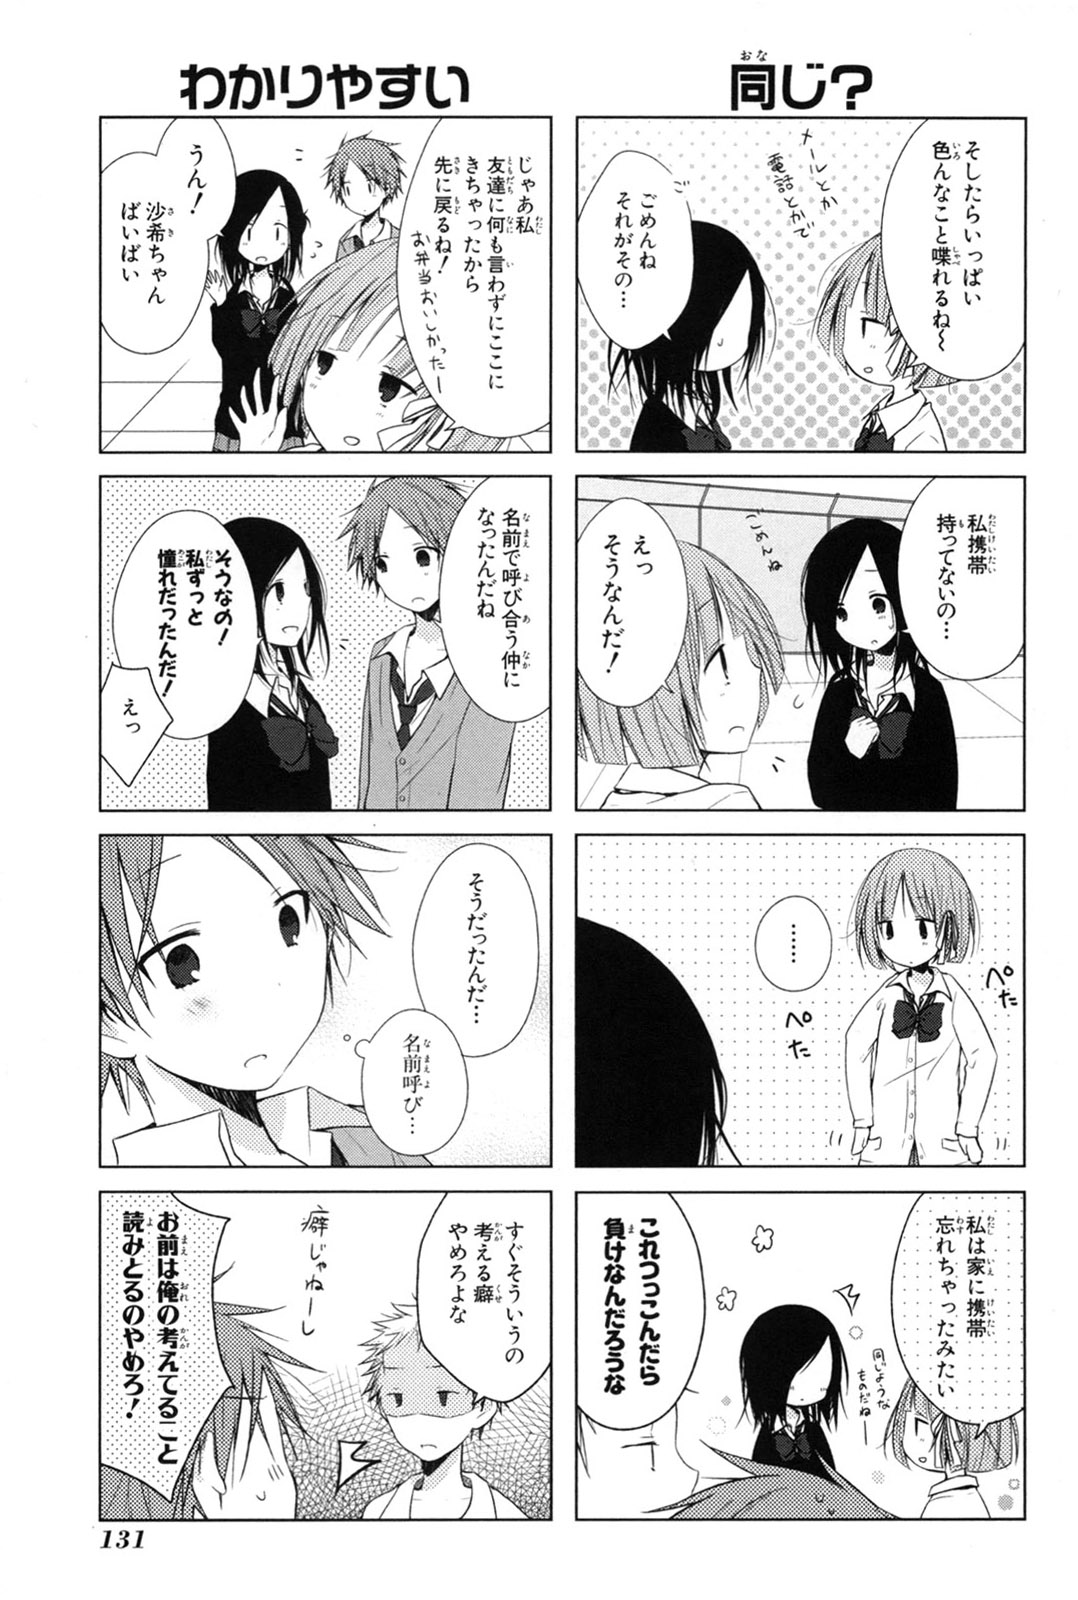 同じ？
そしたらいっぱい
色んなこと喋れるね〜
メールとか
電話とかで
ごめんね
それがその…
私携帯
持ってないの…
ごめんね
えっ
そうなんだ！
ぺた
……
ぺた
私は家に携帯
忘れちゃったみたい
同じような
ものだねー
これつっこんだら
負けなんだろうな
わかりやすい
じゃあ私
友達に何も言わずにここに
きちゃったから
先に戻るね！
お弁当おいしかったー
うん！
沙希ちゃん
ばいばい
名前で呼び合う仲に
なったんだね
そうなの！
私ずっと
憧れだったんだ！
えっ
そうだったんだ…
名前呼び…
すぐそういうの
考える癖
やめろよな
癖じゃねーし
お前は俺の考えてること
読みとるのやめろ！
131